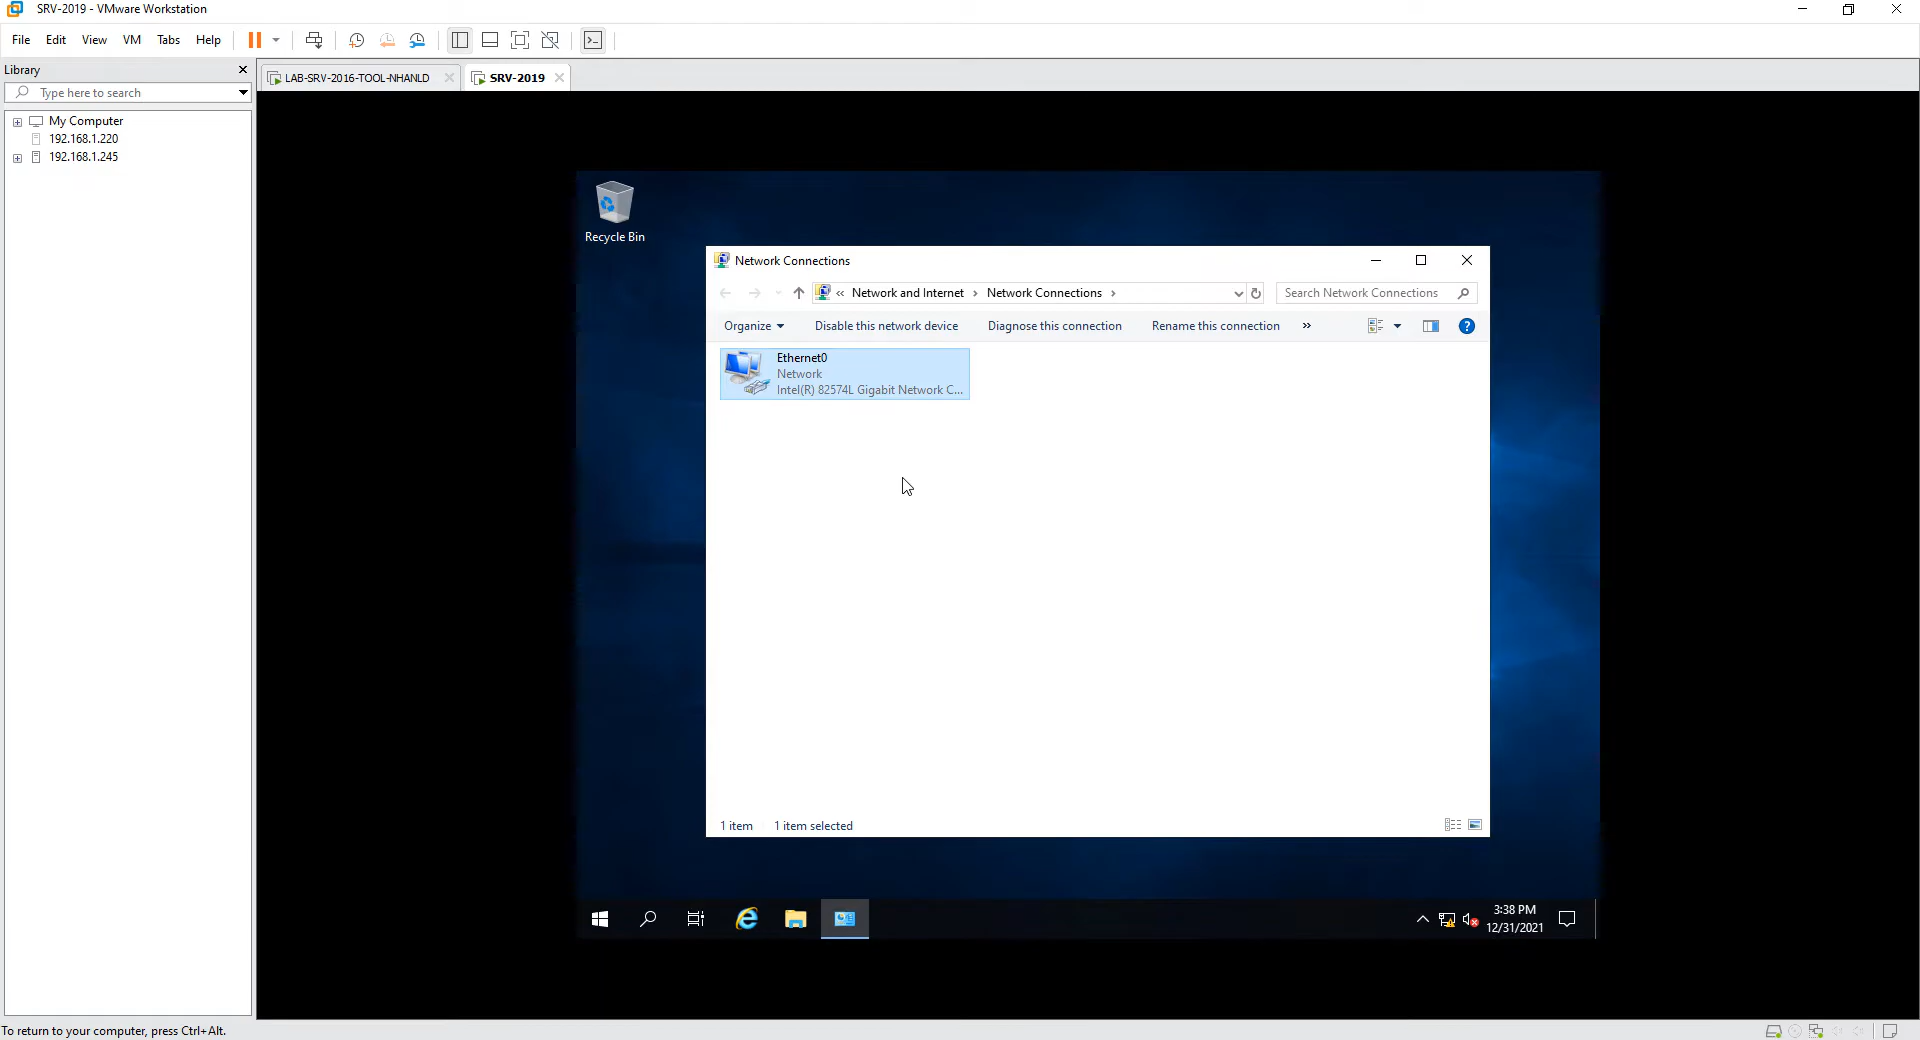 SRV-2019 - VMware Workstation
File Edit View VM Tabs Help
Library
Type here to search
My Computer
192.168.1.220
192.168.1.245
LAB-SRV-2016-TOOL-NHANLD
SRV-2019
Recycle Bin
Network Connections
« Network and Internet › Network Connections ›
Search Network Connections
Organize Disable this network device Diagnose this connection Rename this connection »
Ethernet0
Network
Intel(R) 82574L Gigabit Network C...
1 item 1 item selected
3:38 PM
12/31/2021
To return to your computer, press Ctrl+Alt.